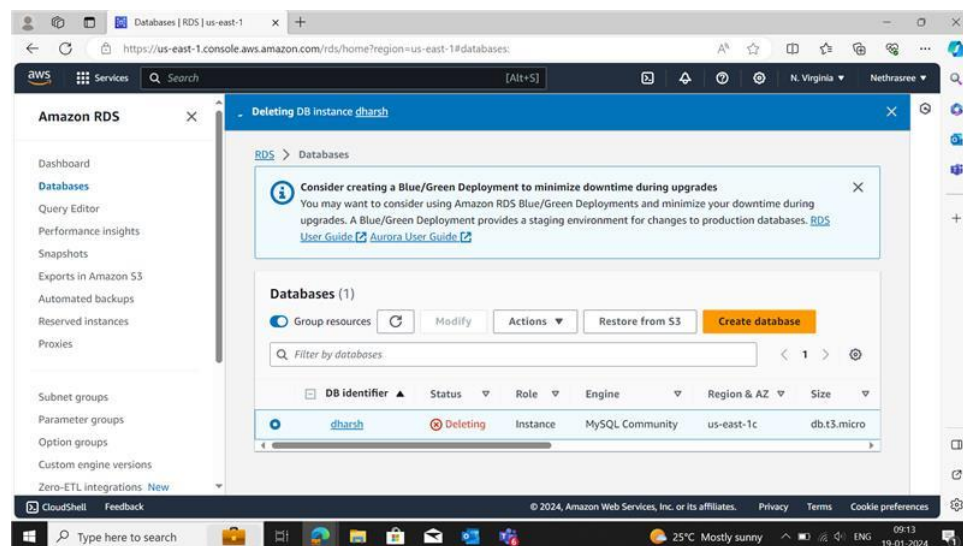 Databases | RDS | us-east-1
https://us-east-1.console.aws.amazon.com/rds/home?region=us-east-1#databases:
aws Services Search [Alt+S] N. Virginia Nethrasree
Amazon RDS
Dashboard
Databases
Query Editor
Performance insights
Snapshots
Exports in Amazon S3
Automated backups
Reserved instances
Proxies
Subnet groups
Parameter groups
Option groups
Custom engine versions
Zero-ETL integrations New
Deleting DB instance dharsh
RDS > Databases
Consider creating a Blue/Green Deployment to minimize downtime during upgrades
You may want to consider using Amazon RDS Blue/Green Deployments and minimize your downtime during
upgrades. A Blue/Green Deployment provides a staging environment for changes to production databases. RDS
User Guide Aurora User Guide
Databases (1)
Group resources Modify Actions Restore from S3 Create database
Filter by databases 1
DB identifier Status Role Engine Region & AZ Size
dharsh Deleting Instance MySQL Community us-east-1c db.t3.micro
CloudShell Feedback © 2024, Amazon Web Services, Inc. or its affiliates. Privacy Terms Cookie preferences
Type here to search 25°C Mostly sunny ENG 09:13
19-01-2024